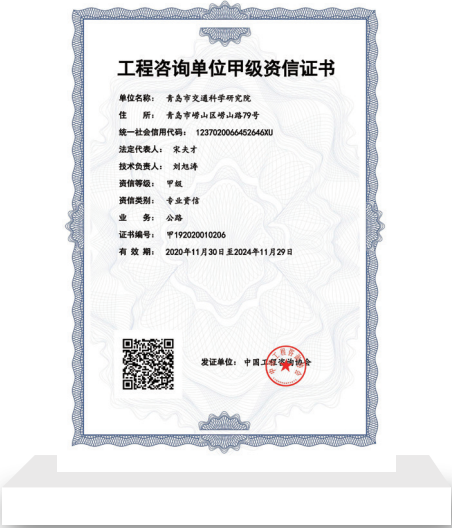 工程咨询单位甲级资信证书
单位名称： 青岛市交通科学研究院
住 所： 青岛市崂山区崂山路79号
统一社会信用代码： 1237020066452646XU
法定代表人： 宋夫才
技术负责人： 刘旭涛
资信等级： 甲级
资信类别： 专业资信
业 务： 公路
证书编号： 甲192020010206
有 效 期： 2020年11月30日至2024年11月29日
发证单位： 中国工程咨询协会